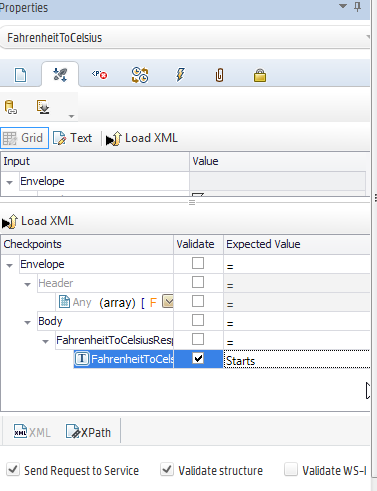 Properties
FahrenheitToCelsius
Grid Text Load XML
Input Value
Envelope
Load XML
Checkpoints Validate Expected Value
Envelope =
Header =
Any (array) [ F =
Body =
FahrenheitToCelsiusResp =
T FahrenheitToCels Starts
XML XPath
Send Request to Service Validate structure Validate WS-I